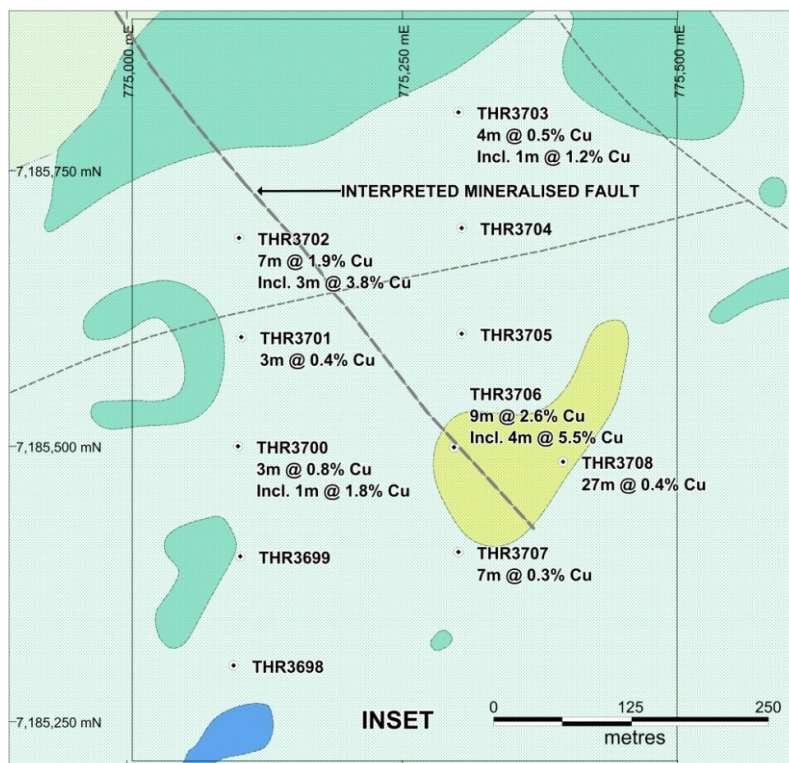 775,000 mE
775,250 mE
775,500 mE
THR3703
4m @ 0.5% Cu
Incl. 1m @ 1.2% Cu
7,185,750 mN
INTERPRETED MINERALISED FAULT
THR3704
THR3702
7m @ 1.9% Cu
Incl. 3m @ 3.8% Cu
THR3701
3m @ 0.4% Cu
THR3705
THR3706
9m @ 2.6% Cu
Incl. 4m @ 5.5% Cu
7,185,500 mN
THR3700
3m @ 0.8% Cu
Incl. 1m @ 1.8% Cu
THR3708
27m @ 0.4% Cu
THR3699
THR3707
7m @ 0.3% Cu
THR3698
7,185,250 mN
INSET
0 125 250
metres